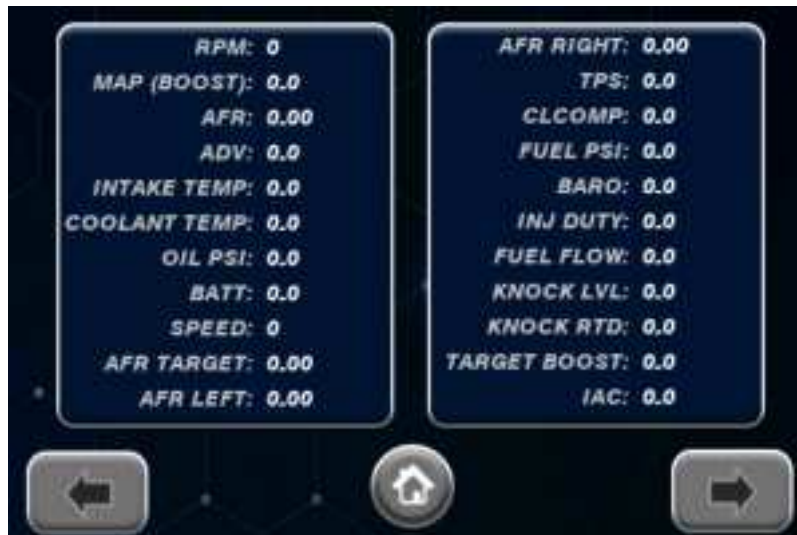 RPM: 0
MAP (BOOST): 0.0
AFR: 0.00
ADV: 0.0
INTAKE TEMP: 0.0
COOLANT TEMP: 0.0
OIL PSI: 0.0
BATT: 0.0
SPEED: 0
AFR TARGET: 0.00
AFR LEFT: 0.00
AFR RIGHT: 0.00
TPS: 0.0
CLCOMP: 0.0
FUEL PSI: 0.0
BARO: 0.0
INJ DUTY: 0.0
FUEL FLOW: 0.0
KNOCK LVL: 0.0
KNOCK RTD: 0.0
TARGET BOOST: 0.0
IAC: 0.0